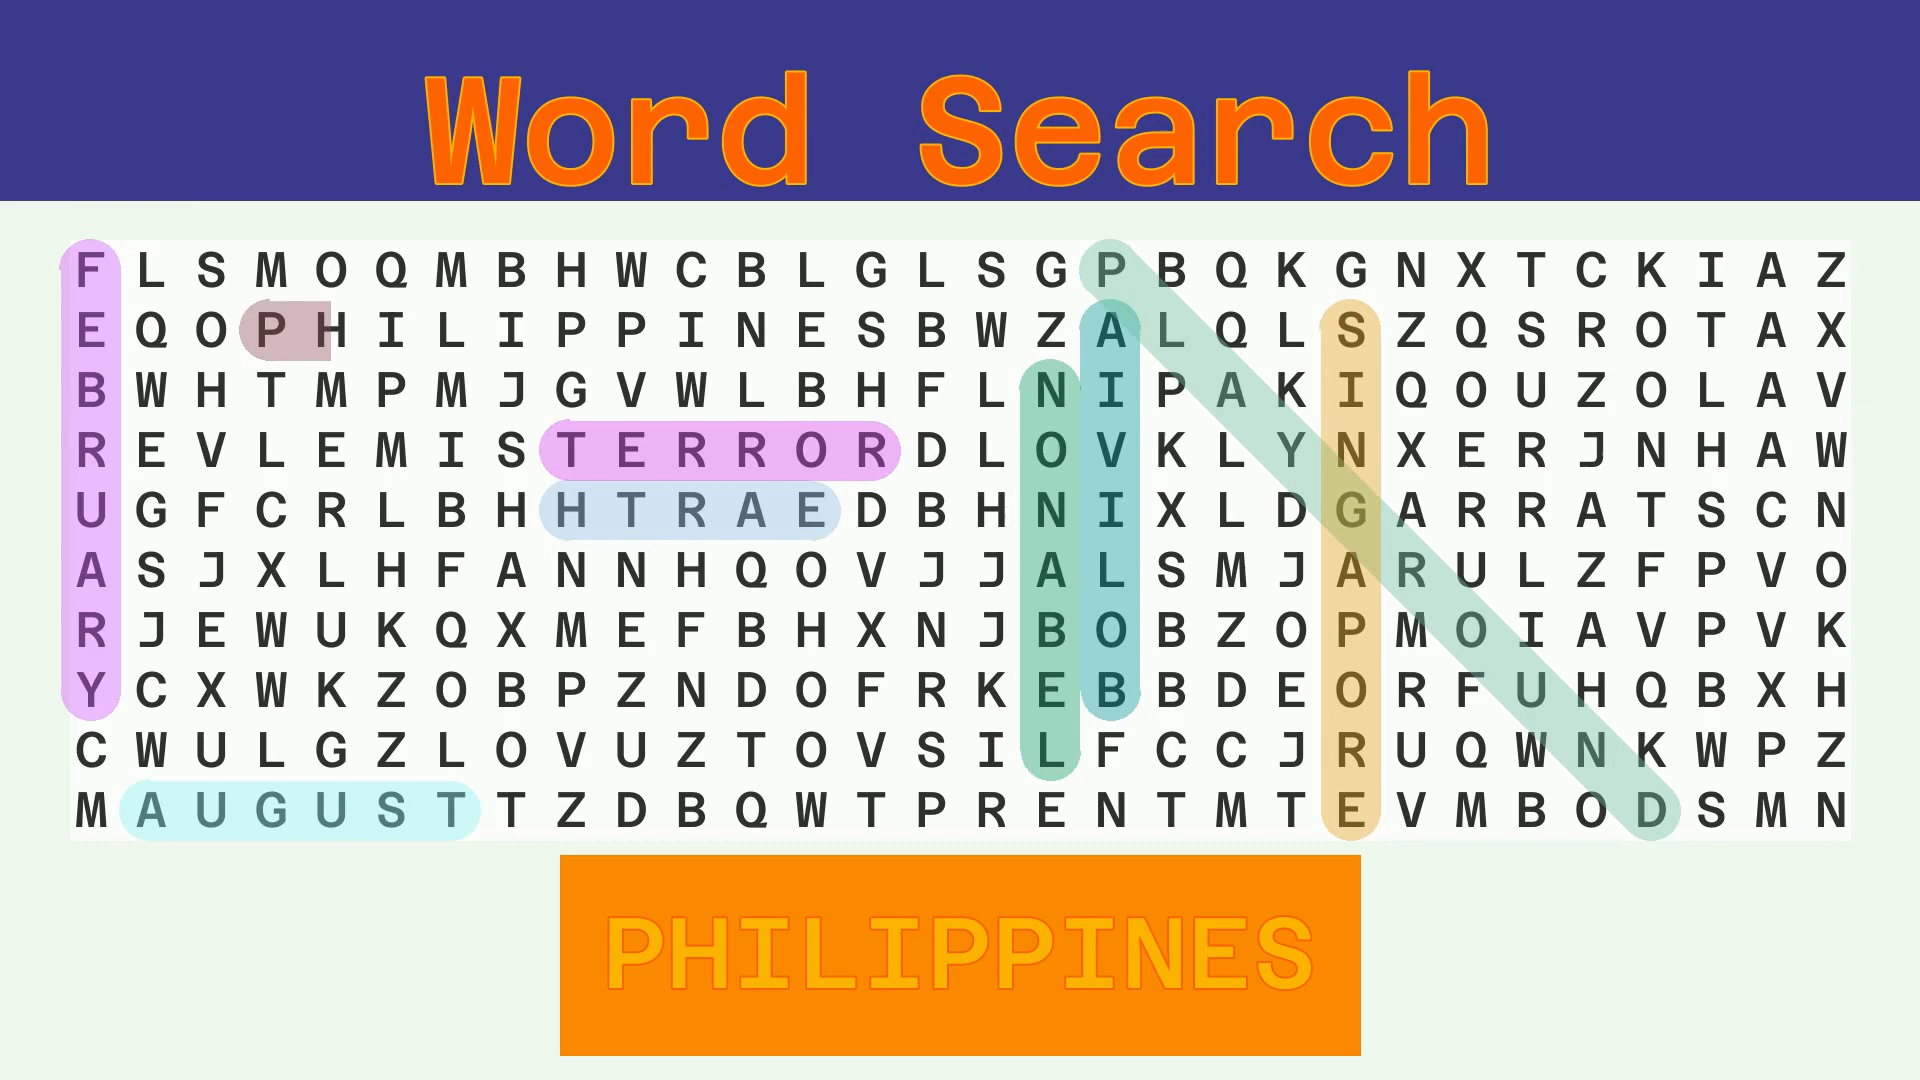 Word Search
F L S M O Q M B H W C B L G L S G P B Q K G N X T C K I A Z
E Q O P H I L I P P I N E S B W Z A L Q L S Z Q S R O T A X
B W H T M P M J G V W L B H F L N I P A K I Q O U Z O L A V
R E V L E M I S T E R R O R D L O V K L Y N X E R J N H A W
U G F C R L B H H T R A E D B H N I X L D G A R R A T S C N
A S J X L H F A N N H Q O V J J A L S M J A R U L Z F P V O
R J E W U K Q X M E F B H X N J B O B Z O P M O I A V P V K
Y C X W K Z O B P Z N D O F R K E B B D E O R F U H Q B X H
C W U L G Z L O V U Z T O V S I L F C C J R U Q W N K W P Z
M A U G U S T T Z D B Q W T P R E N T M T E V M B O D S M N
PHILIPPINES